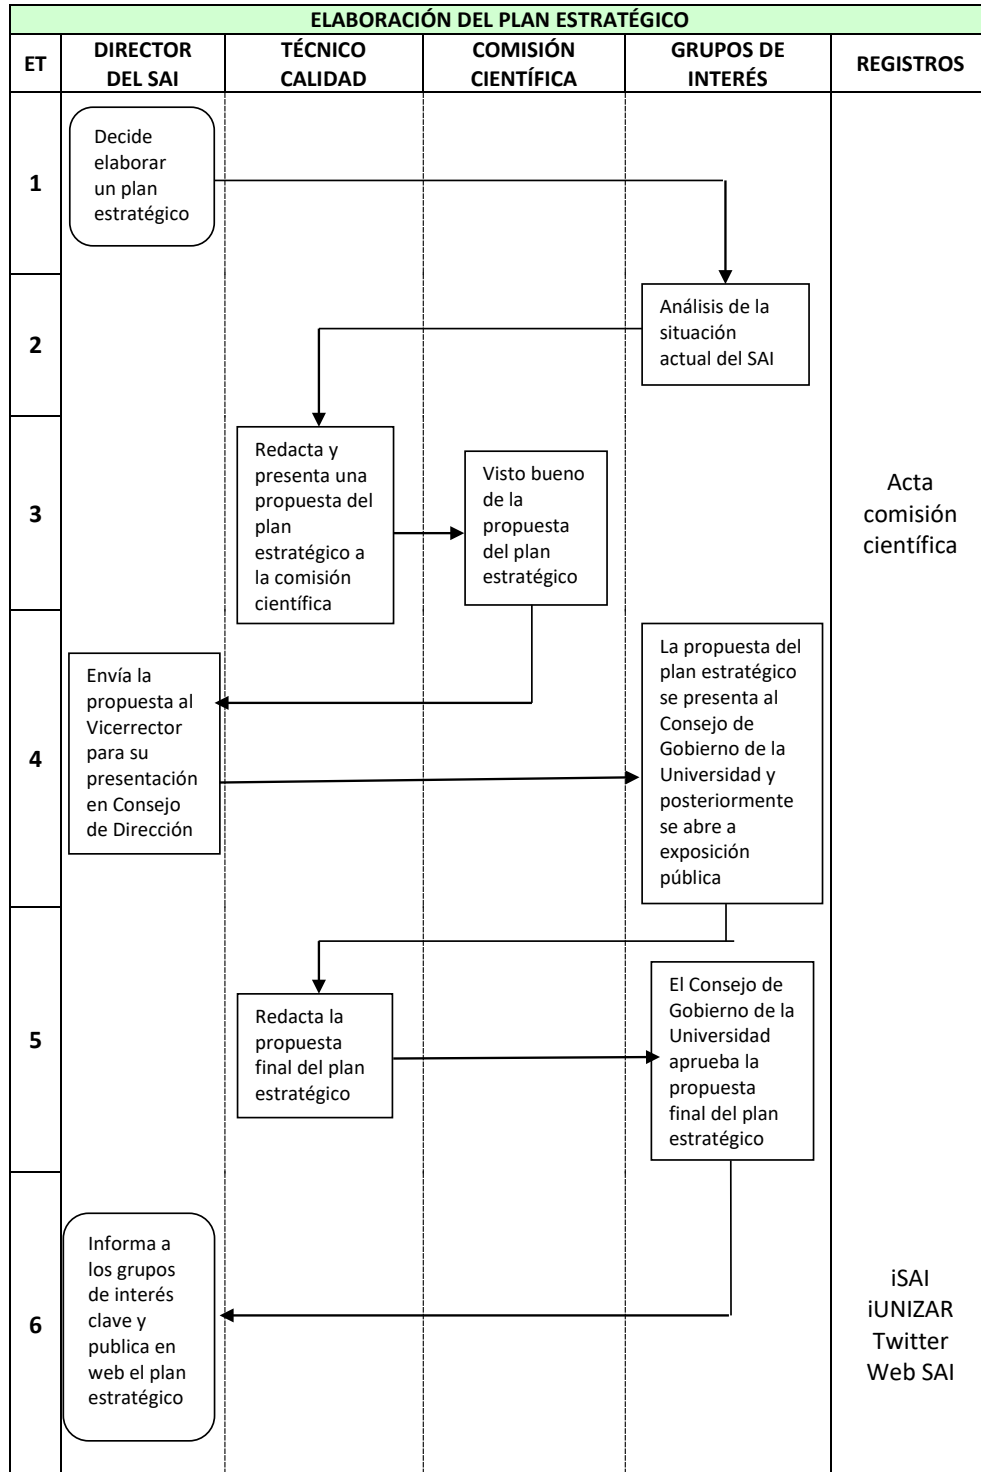 ELABORACIÓN DEL PLAN ESTRATÉGICO
ET
DIRECTOR
DEL SAI
TÉCNICO
CALIDAD
COMISIÓN
CIENTÍFICA
GRUPOS DE
INTERÉS
REGISTROS
1
Decide
elaborar
un plan
estratégico
2
Análisis de la
situación
actual del SAI
3
Redacta y
presenta una
propuesta del
plan
estratégico a
la comisión
científica
Visto bueno
de la
propuesta
del plan
estratégico
Acta
comisión
científica
4
Envía la
propuesta al
Vicerrector
para su
presentación
en Consejo
de Dirección
La propuesta del
plan estratégico
se presenta al
Consejo de
Gobierno de la
Universidad y
posteriormente
se abre a
exposición
pública
5
Redacta la
propuesta
final del plan
estratégico
El Consejo de
Gobierno de la
Universidad
aprueba la
propuesta
final del plan
estratégico
6
Informa a
los grupos
de interés
clave y
publica en
web el plan
estratégico
iSAI
iUNIZAR
Twitter
Web SAI